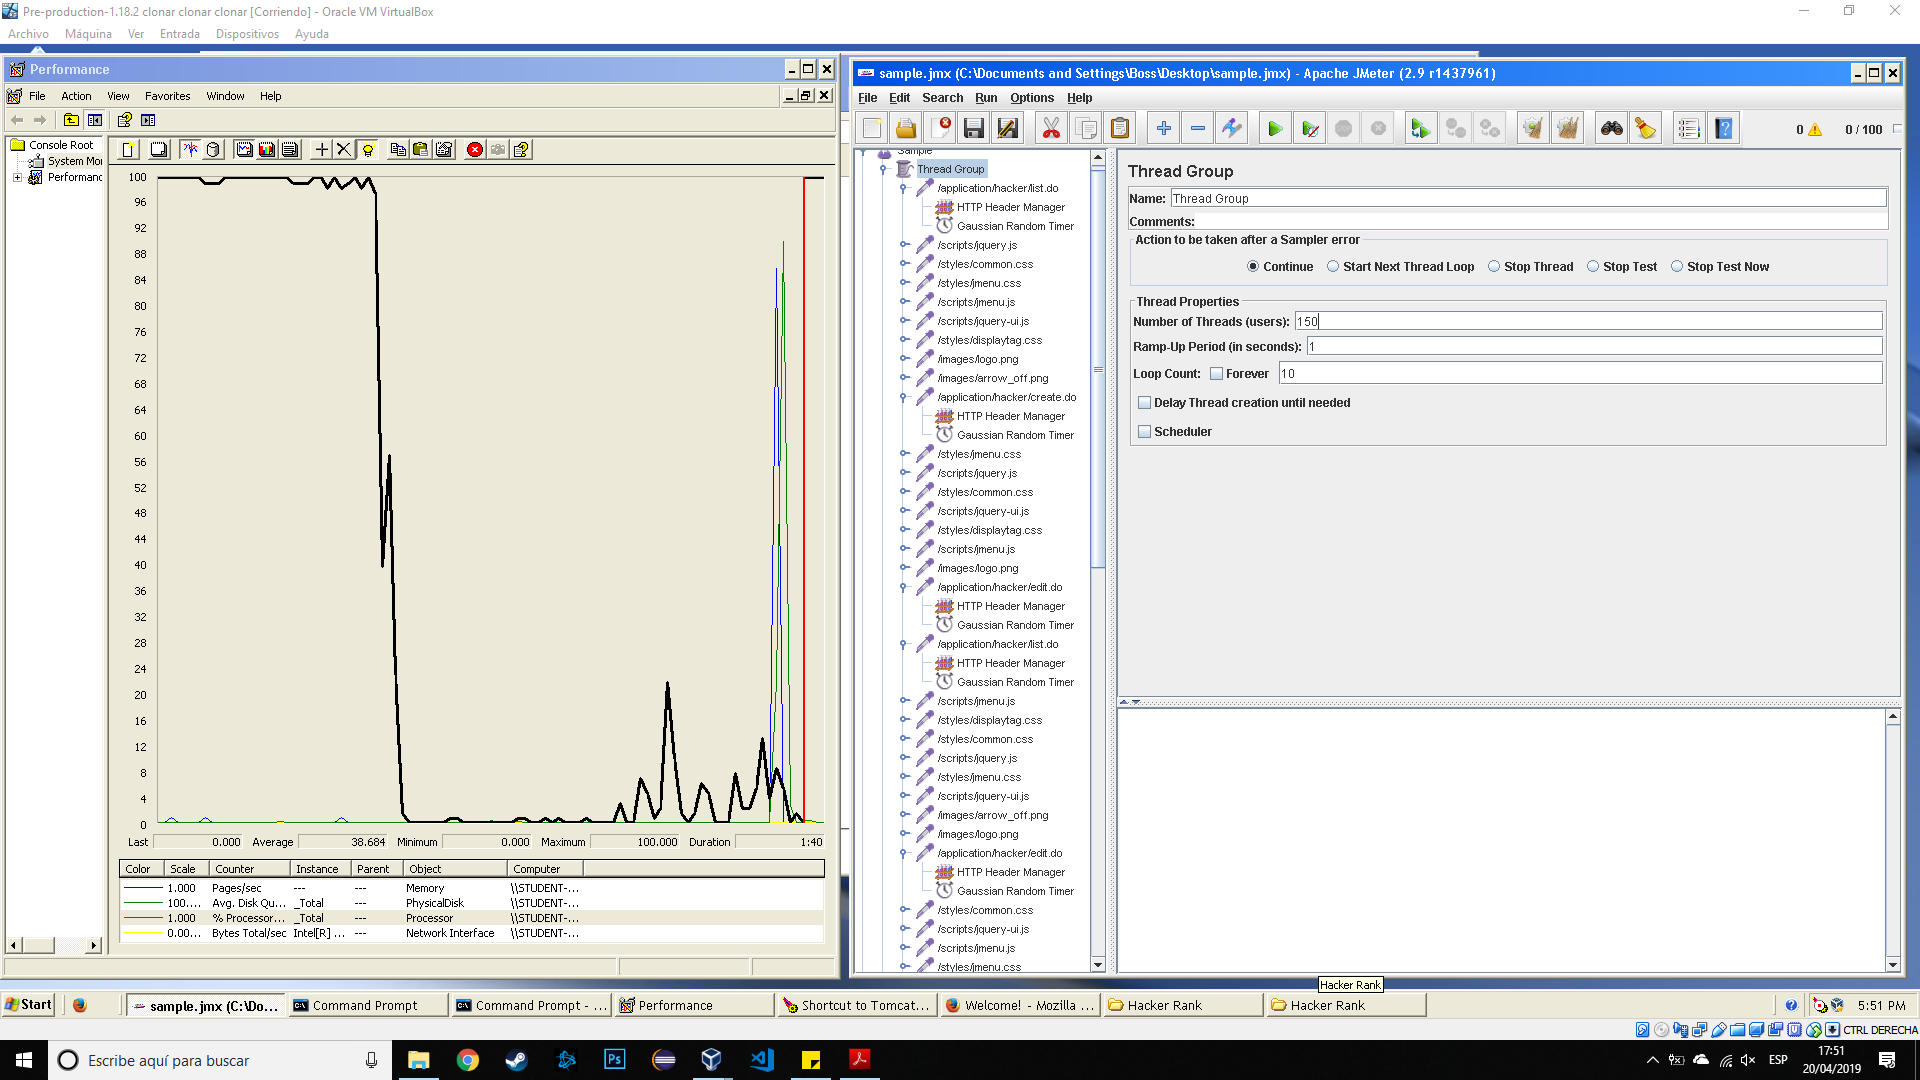 Pre-production-1.18.2 clonar clonar clonar [Corriendo] - Oracle VM VirtualBox
Archivo Máquina Ver Entrada Dispositivos Ayuda
Performance
File Action View Favorites Window Help
Console Root
System Mo
Performanc
100
96
92
88
84
80
76
72
68
64
60
56
52
48
44
40
36
32
28
24
20
16
12
8
4
0
Last 0.000 Average 38.684 Minimum 0.000 Maximum 100.000 Duration 1:40
Color Scale Counter Instance Parent Object Computer
1.000 Pages/sec --- --- Memory \\STUDENT-...
100.... Avg. Disk Qu... _Total --- PhysicalDisk \\STUDENT-...
1.000 % Processor... _Total --- Processor \\STUDENT-...
0.00... Bytes Total/sec Intel[R] ... --- Network Interface \\STUDENT-...
sample.jmx (C:\Documents and Settings\Boss\Desktop\sample.jmx) - Apache JMeter (2.9 r1437961)
File Edit Search Run Options Help
0 0 / 100
Sample
Thread Group
/application/hacker/list.do
HTTP Header Manager
Gaussian Random Timer
/scripts/jquery.js
/styles/common.css
/styles/jmenu.css
/scripts/jmenu.js
/scripts/jquery-ui.js
/styles/displaytag.css
/images/logo.png
/images/arrow_off.png
/application/hacker/create.do
HTTP Header Manager
Gaussian Random Timer
/styles/jmenu.css
/scripts/jquery.js
/styles/common.css
/scripts/jquery-ui.js
/styles/displaytag.css
/scripts/jmenu.js
/images/logo.png
/application/hacker/edit.do
HTTP Header Manager
Gaussian Random Timer
/application/hacker/list.do
HTTP Header Manager
Gaussian Random Timer
/scripts/jmenu.js
/styles/displaytag.css
/styles/common.css
/scripts/jquery.js
/styles/jmenu.css
/scripts/jquery-ui.js
/images/arrow_off.png
/images/logo.png
/application/hacker/edit.do
HTTP Header Manager
Gaussian Random Timer
/styles/common.css
/scripts/jquery-ui.js
/scripts/jmenu.js
/styles/jmenu.css
Thread Group
Name: Thread Group
Comments:
Action to be taken after a Sampler error
Continue Start Next Thread Loop Stop Thread Stop Test Stop Test Now
Thread Properties
Number of Threads (users): 150
Ramp-Up Period (in seconds): 1
Loop Count: Forever 10
Delay Thread creation until needed
Scheduler
Hacker Rank
Start sample.jmx (C:\Do... Command Prompt Command Prompt - ... Performance Shortcut to Tomcat... Welcome! - Mozilla ... Hacker Rank Hacker Rank 5:51 PM
CTRL DERECHA
Escribe aquí para buscar
Ps
ESP
17:51
20/04/2019